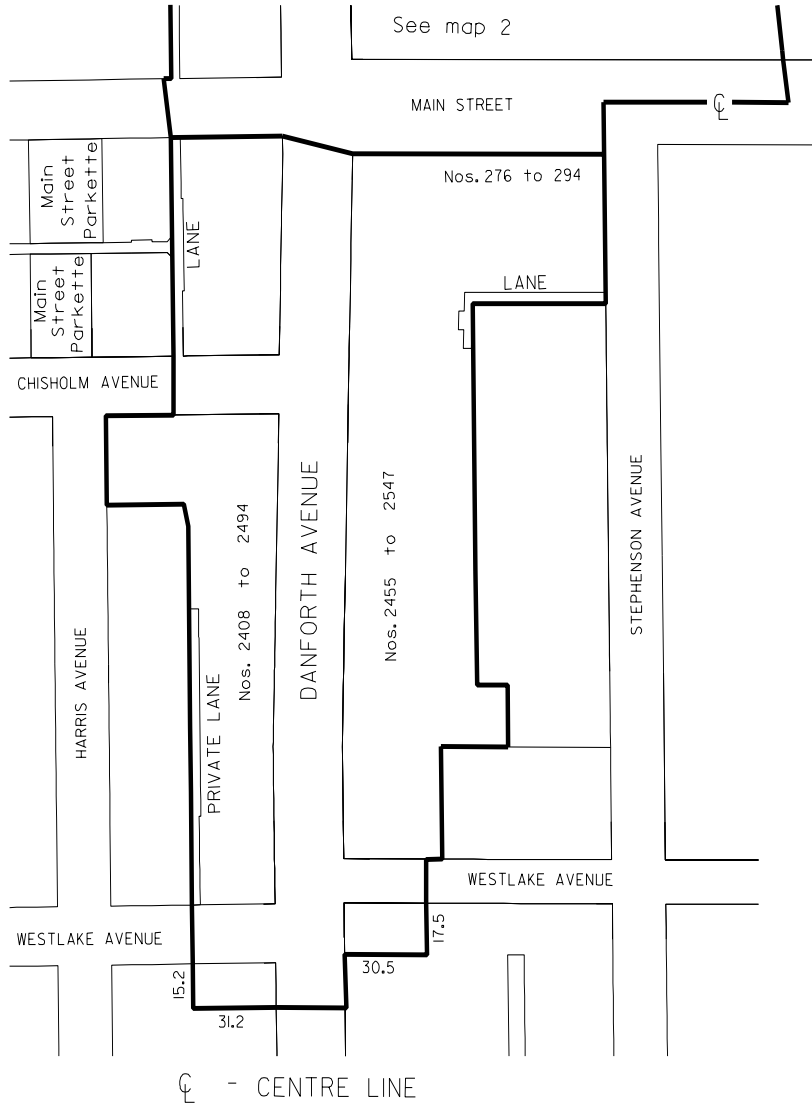 See map 2
MAIN STREET
℄
Nos. 276 to 294
Main
Street
Parkette
LANE
LANE
Main
Street
Parkette
CHISHOLM AVENUE
DANFORTH AVENUE
Nos. 2408 to 2494
Nos. 2455 to 2547
STEPHENSON AVENUE
HARRIS AVENUE
PRIVATE LANE
WESTLAKE AVENUE
WESTLAKE AVENUE
17.5
30.5
15.2
31.2
℄ - CENTRE LINE